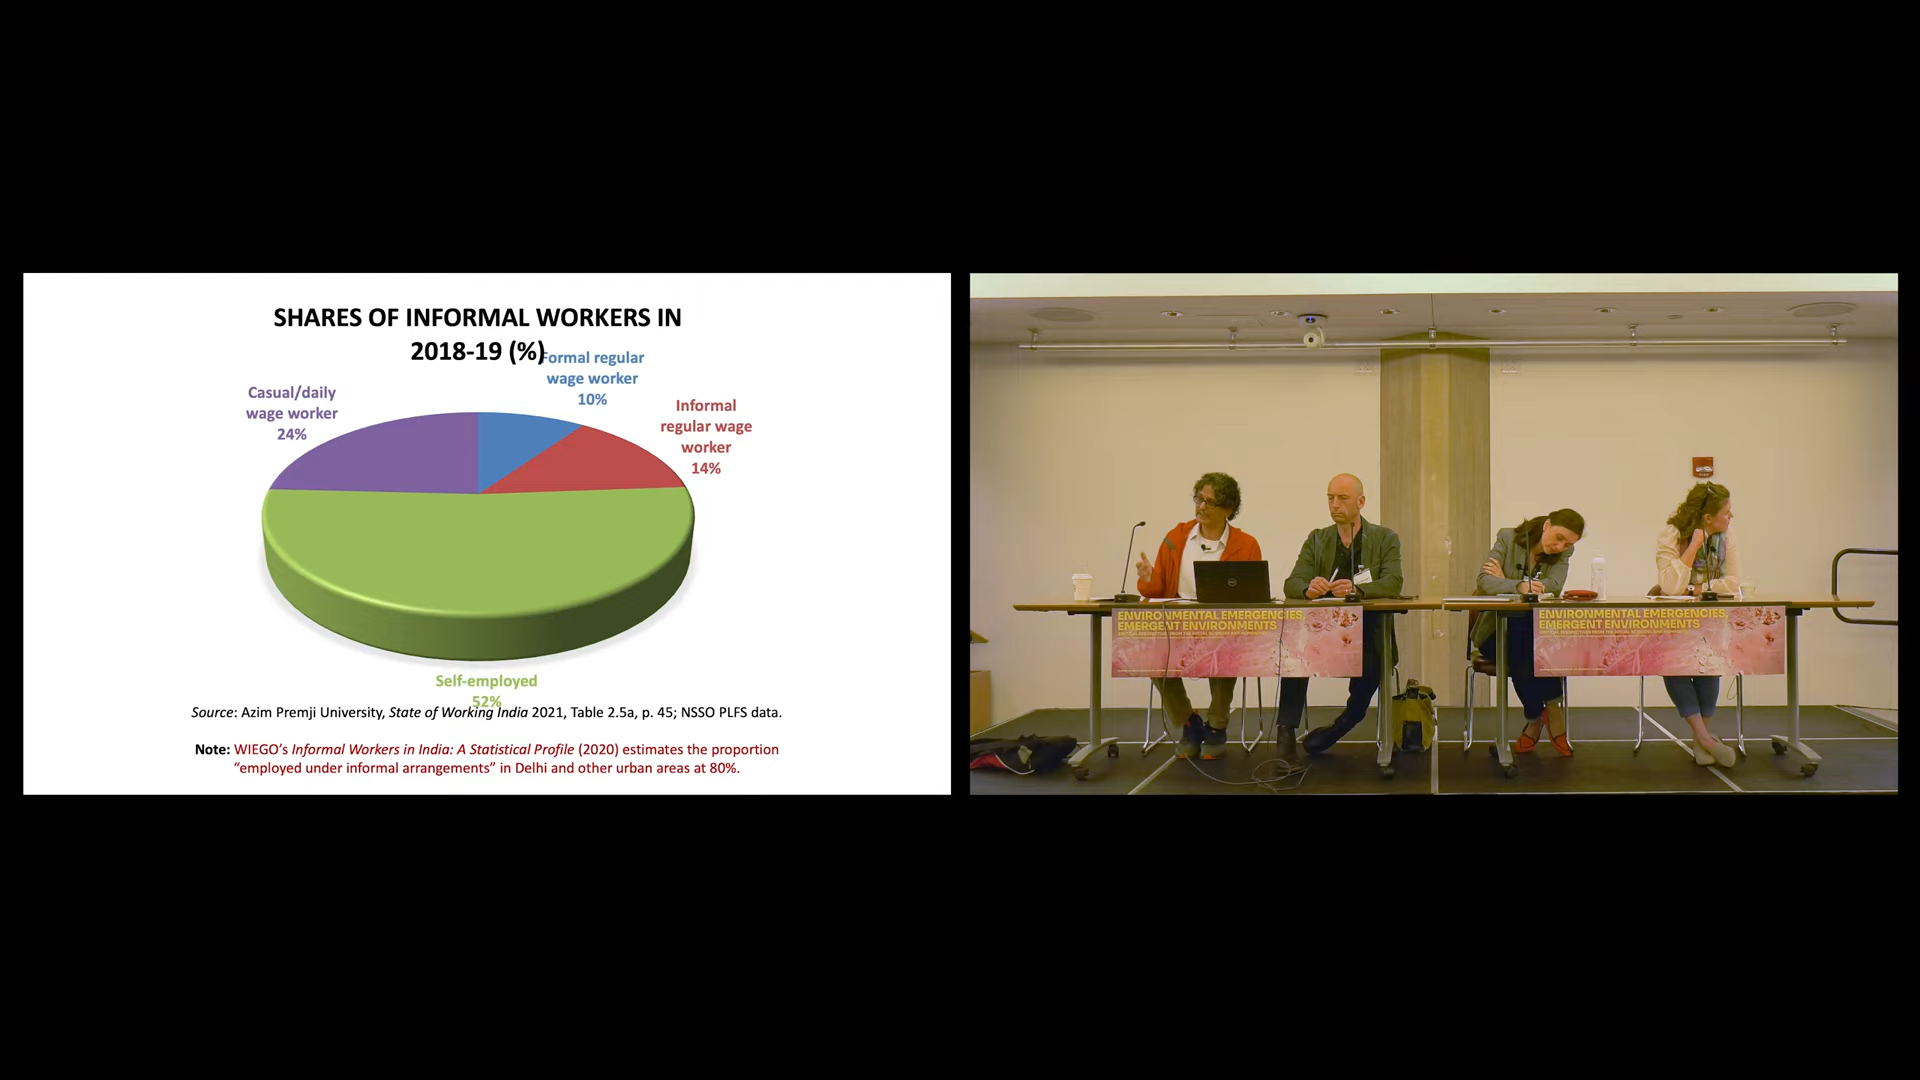 SHARES OF INFORMAL WORKERS IN
2018-19 (%)
Formal regular
wage worker
10%
Casual/daily
wage worker
24%
Informal
regular wage
worker
14%
Self-employed
52%
Source: Azim Premji University, State of Working India 2021, Table 2.5a, p. 45; NSSO PLFS data.
Note: WIEGO’s Informal Workers in India: A Statistical Profile (2020) estimates the proportion
“employed under informal arrangements” in Delhi and other urban areas at 80%.
ENVIRONMENTAL EMERGENCIES
EMERGENT ENVIRONMENTS
ENVIRONMENTAL EMERGENCIES
EMERGENT ENVIRONMENTS